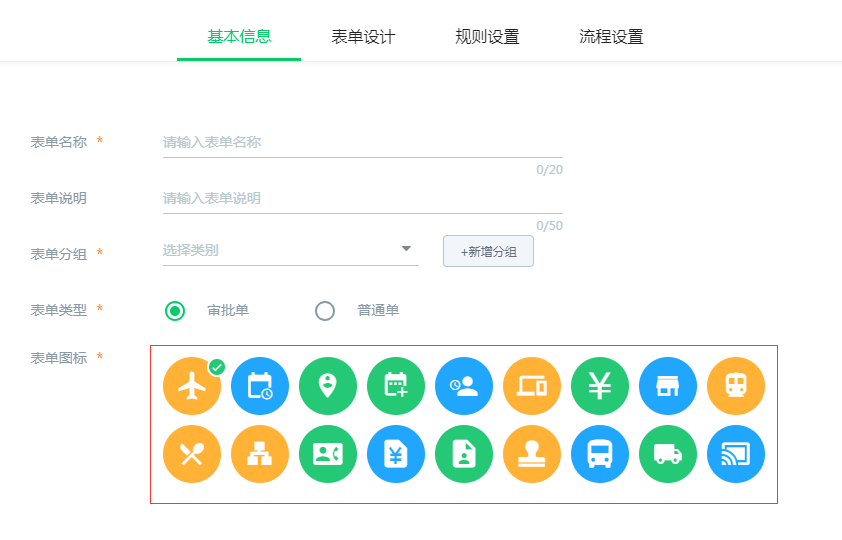 基本信息 表单设计 规则设置 流程设置
表单名称 * 请输入表单名称
0/20
表单说明 请输入表单说明
0/50
表单分组 * 选择类别 +新增分组
表单类型 * 审批单 普通单
表单图标 *